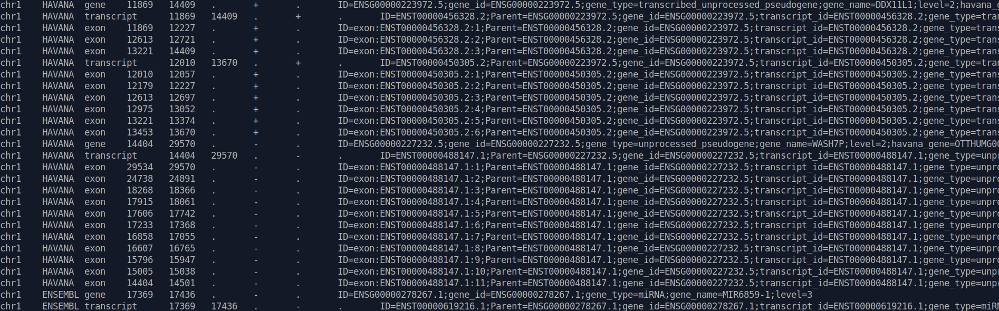 chr1 HAVANA gene 11869 14409 . + . ID=ENSG00000223972.5;gene_id=ENSG00000223972.5;gene_type=transcribed_unprocessed_pseudogene;gene_name=DDX11L1;level=2;havana_
chr1 HAVANA transcript 11869 14409 . + . ID=ENST00000456328.2;Parent=ENSG00000223972.5;gene_id=ENSG00000223972.5;transcript_id=ENST00000456328.2;gene_type=tran
chr1 HAVANA exon 11869 12227 . + . ID=exon:ENST00000456328.2:1;Parent=ENST00000456328.2;gene_id=ENSG00000223972.5;transcript_id=ENST00000456328.2;gene_type=trans
chr1 HAVANA exon 12613 12721 . + . ID=exon:ENST00000456328.2:2;Parent=ENST00000456328.2;gene_id=ENSG00000223972.5;transcript_id=ENST00000456328.2;gene_type=trans
chr1 HAVANA exon 13221 14409 . + . ID=exon:ENST00000456328.2:3;Parent=ENST00000456328.2;gene_id=ENSG00000223972.5;transcript_id=ENST00000456328.2;gene_type=trans
chr1 HAVANA transcript 12010 13670 . + . ID=ENST00000450305.2;Parent=ENSG00000223972.5;gene_id=ENSG00000223972.5;transcript_id=ENST00000450305.2;gene_type=tran
chr1 HAVANA exon 12010 12057 . + . ID=exon:ENST00000450305.2:1;Parent=ENST00000450305.2;gene_id=ENSG00000223972.5;transcript_id=ENST00000450305.2;gene_type=trans
chr1 HAVANA exon 12179 12227 . + . ID=exon:ENST00000450305.2:2;Parent=ENST00000450305.2;gene_id=ENSG00000223972.5;transcript_id=ENST00000450305.2;gene_type=trans
chr1 HAVANA exon 12613 12697 . + . ID=exon:ENST00000450305.2:3;Parent=ENST00000450305.2;gene_id=ENSG00000223972.5;transcript_id=ENST00000450305.2;gene_type=trans
chr1 HAVANA exon 12975 13052 . + . ID=exon:ENST00000450305.2:4;Parent=ENST00000450305.2;gene_id=ENSG00000223972.5;transcript_id=ENST00000450305.2;gene_type=trans
chr1 HAVANA exon 13221 13374 . + . ID=exon:ENST00000450305.2:5;Parent=ENST00000450305.2;gene_id=ENSG00000223972.5;transcript_id=ENST00000450305.2;gene_type=trans
chr1 HAVANA exon 13453 13670 . + . ID=exon:ENST00000450305.2:6;Parent=ENST00000450305.2;gene_id=ENSG00000223972.5;transcript_id=ENST00000450305.2;gene_type=trans
chr1 HAVANA gene 14404 29570 . - . ID=ENSG00000227232.5;gene_id=ENSG00000227232.5;gene_type=unprocessed_pseudogene;gene_name=WASH7P;level=2;havana_gene=OTTHUMG00
chr1 HAVANA transcript 14404 29570 . - . ID=ENST00000488147.1;Parent=ENSG00000227232.5;gene_id=ENSG00000227232.5;transcript_id=ENST00000488147.1;gene_type=unpr
chr1 HAVANA exon 29534 29570 . - . ID=exon:ENST00000488147.1:1;Parent=ENST00000488147.1;gene_id=ENSG00000227232.5;transcript_id=ENST00000488147.1;gene_type=unpro
chr1 HAVANA exon 24738 24891 . - . ID=exon:ENST00000488147.1:2;Parent=ENST00000488147.1;gene_id=ENSG00000227232.5;transcript_id=ENST00000488147.1;gene_type=unpro
chr1 HAVANA exon 18268 18366 . - . ID=exon:ENST00000488147.1:3;Parent=ENST00000488147.1;gene_id=ENSG00000227232.5;transcript_id=ENST00000488147.1;gene_type=unpro
chr1 HAVANA exon 17915 18061 . - . ID=exon:ENST00000488147.1:4;Parent=ENST00000488147.1;gene_id=ENSG00000227232.5;transcript_id=ENST00000488147.1;gene_type=unpro
chr1 HAVANA exon 17606 17742 . - . ID=exon:ENST00000488147.1:5;Parent=ENST00000488147.1;gene_id=ENSG00000227232.5;transcript_id=ENST00000488147.1;gene_type=unpro
chr1 HAVANA exon 17233 17368 . - . ID=exon:ENST00000488147.1:6;Parent=ENST00000488147.1;gene_id=ENSG00000227232.5;transcript_id=ENST00000488147.1;gene_type=unpro
chr1 HAVANA exon 16858 17055 . - . ID=exon:ENST00000488147.1:7;Parent=ENST00000488147.1;gene_id=ENSG00000227232.5;transcript_id=ENST00000488147.1;gene_type=unpro
chr1 HAVANA exon 16607 16765 . - . ID=exon:ENST00000488147.1:8;Parent=ENST00000488147.1;gene_id=ENSG00000227232.5;transcript_id=ENST00000488147.1;gene_type=unpro
chr1 HAVANA exon 15796 15947 . - . ID=exon:ENST00000488147.1:9;Parent=ENST00000488147.1;gene_id=ENSG00000227232.5;transcript_id=ENST00000488147.1;gene_type=unpro
chr1 HAVANA exon 15005 15038 . - . ID=exon:ENST00000488147.1:10;Parent=ENST00000488147.1;gene_id=ENSG00000227232.5;transcript_id=ENST00000488147.1;gene_type=unpr
chr1 HAVANA exon 14404 14501 . - . ID=exon:ENST00000488147.1:11;Parent=ENST00000488147.1;gene_id=ENSG00000227232.5;transcript_id=ENST00000488147.1;gene_type=unpr
chr1 ENSEMBL gene 17369 17436 . - . ID=ENSG00000278267.1;gene_id=ENSG00000278267.1;gene_type=miRNA;gene_name=MIR6859-1;level=3
chr1 ENSEMBL transcript 17369 17436 . - . ID=ENST00000619216.1;Parent=ENSG00000278267.1;gene_id=ENSG00000278267.1;transcript_id=ENST00000619216.1;gene_type=miRN